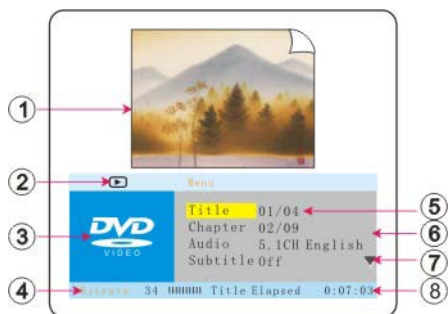 1
2
Menu
3
DVD
VIDEO
Title 01/04
Chapter 02/09
Audio 5.1CH English
Subtitle Off
5
6
7
4
Bitrate 34 Title Elapsed 0:07:03
8